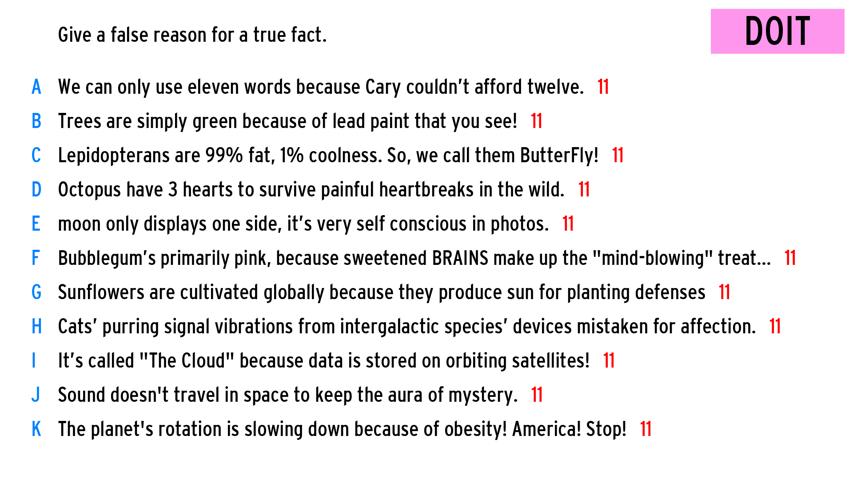 Give a false reason for a true fact.
DOIT
A We can only use eleven words because Cary couldn't afford twelve. 11
B Trees are simply green because of lead paint that you see! 11
C Lepidopterans are 99% fat, 1% coolness. So, we call them ButterFly! 11
D Octopus have 3 hearts to survive painful heartbreaks in the wild. 11
E moon only displays one side, it's very self conscious in photos. 11
F Bubblegum's primarily pink, because sweetened BRAINS make up the "mind-blowing" treat... 11
G Sunflowers are cultivated globally because they produce sun for planting defenses 11
H Cats' purring signal vibrations from intergalactic species' devices mistaken for affection. 11
I It's called "The Cloud" because data is stored on orbiting satellites! 11
J Sound doesn't travel in space to keep the aura of mystery. 11
K The planet's rotation is slowing down because of obesity! America! Stop! 11